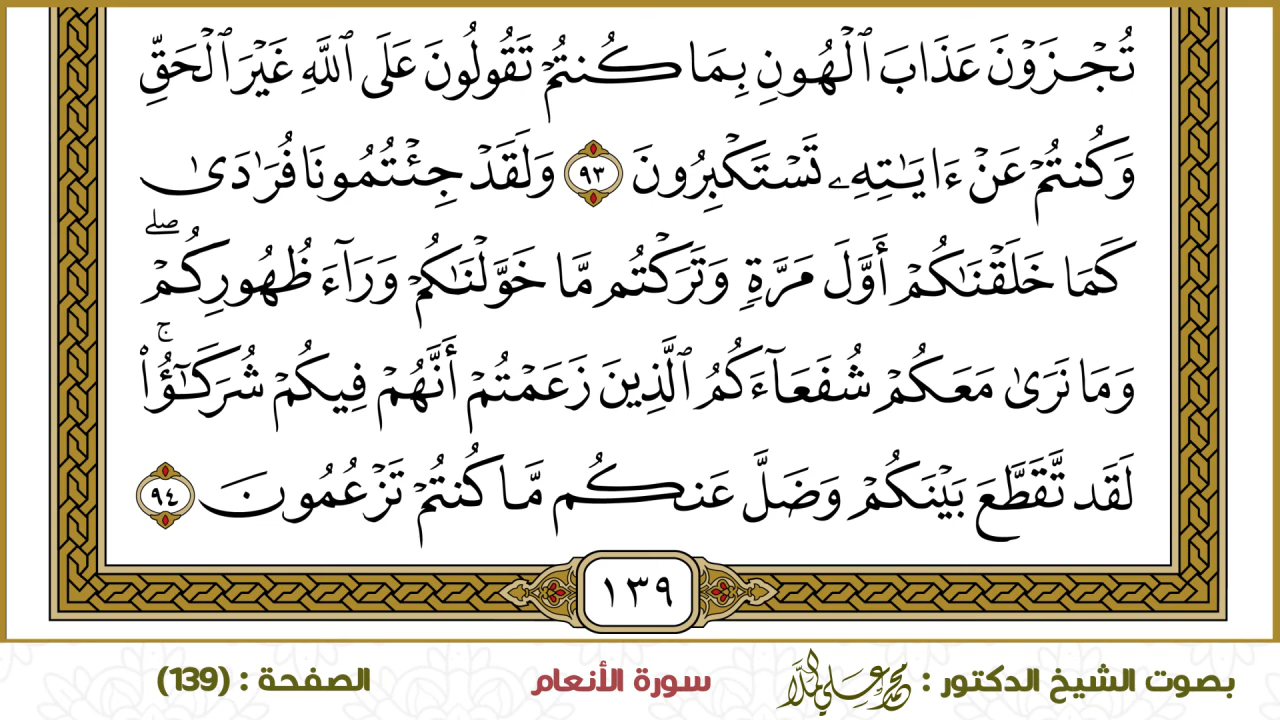 تُجْزَوْنَ عَذَابَ ٱلْهُونِ بِمَا كُنتُمْ تَقُولُونَ عَلَى ٱللَّهِ غَيْرَ ٱلْحَقِّ
وَكُنتُمْ عَنْ ءَايَـٰتِهِۦ تَسْتَكْبِرُونَ ٩٣ وَلَقَدْ جِئْتُمُونَا فُرَٰدَىٰ
كَمَا خَلَقْنَـٰكُمْ أَوَّلَ مَرَّةٍ وَتَرَكْتُم مَّا خَوَّلْنَـٰكُمْ وَرَآءَ ظُهُورِكُمْ ۖ
وَمَا نَرَىٰ مَعَكُمْ شُفَعَآءَكُمُ ٱلَّذِينَ زَعَمْتُمْ أَنَّهُمْ فِيكُمْ شُرَكَـٰٓؤُا۟ ۚ
لَقَد تَّقَطَّعَ بَيْنَكُمْ وَضَلَّ عَنكُم مَّا كُنتُمْ تَزْعُمُونَ ٩٤
١٣٩
بصوت الشيخ الدكتور : محمد علي الملا
سورة الأنعام
الصفحة : (139)